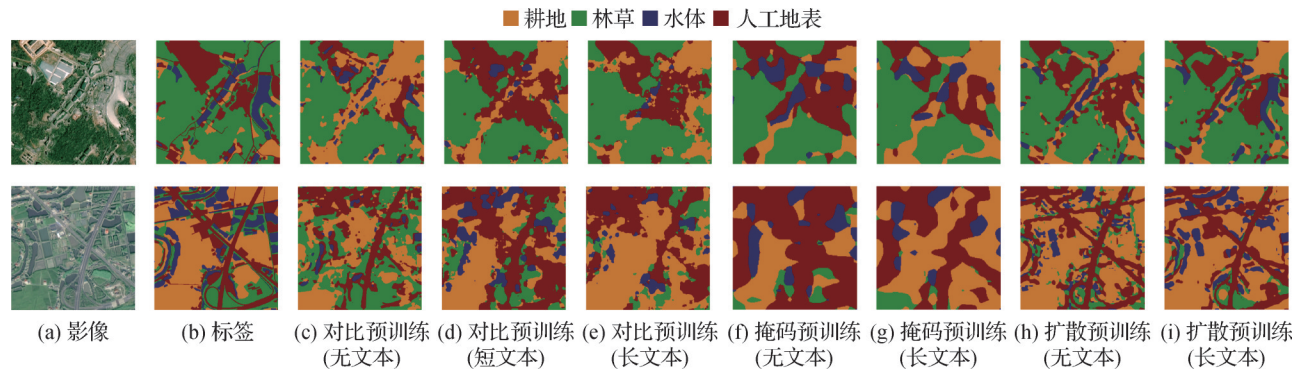 耕地 林草 水体 人工地表
(a) 影像 (b) 标签 (c) 对比预训练 (d) 对比预训练 (e) 对比预训练 (f) 掩码预训练 (g) 掩码预训练 (h) 扩散预训练 (i) 扩散预训练
(无文本) (短文本) (长文本) (无文本) (长文本) (无文本) (长文本)